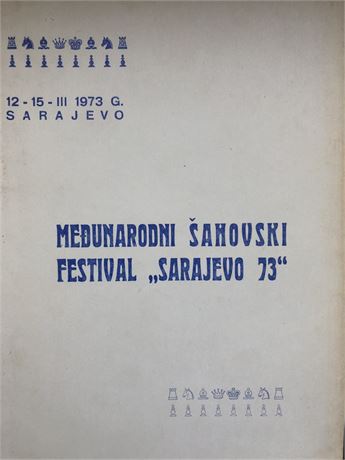 12-15-III 1973 G.
SARAJEVO
MEĐUNARODNI ŠAHOVSKI
FESTIVAL „SARAJEVO 73“